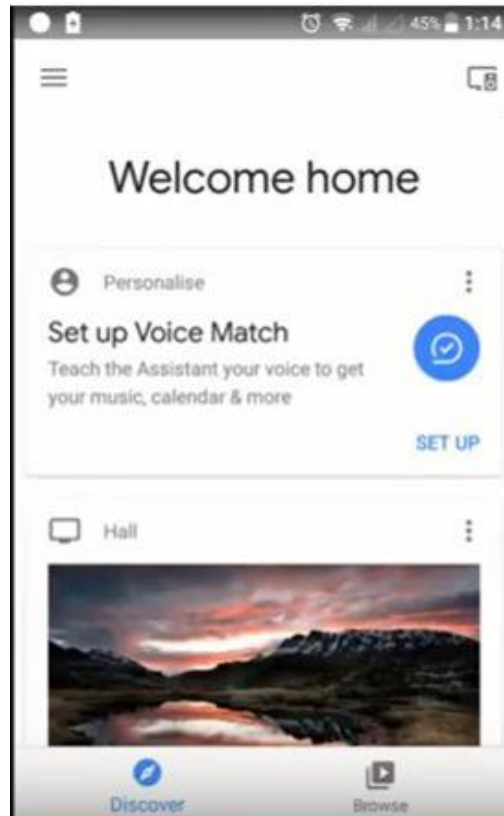 45% 1:14
Welcome home
Personalise
Set up Voice Match
Teach the Assistant your voice to get
your music, calendar & more
SET UP
Hall
Discover
Browse